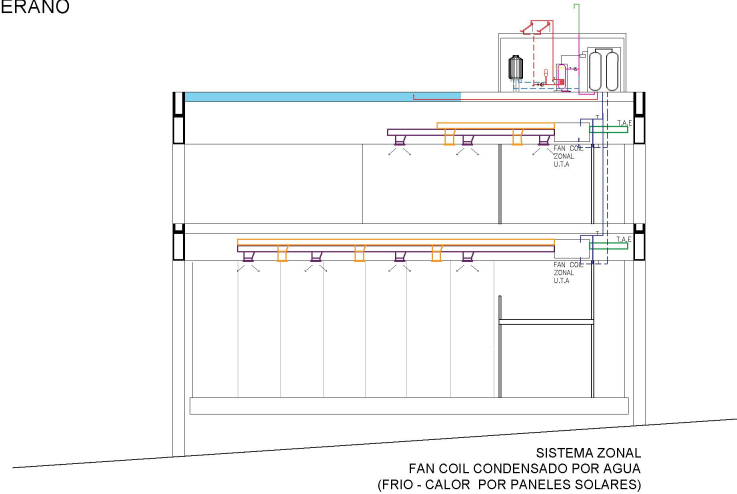 ERANO
T.A.E
FAN COIL
ZONAL
U.T.A
T.A.E
FAN COIL
ZONAL
U.T.A
SISTEMA ZONAL
FAN COIL CONDENSADO POR AGUA
(FRIO - CALOR POR PANELES SOLARES)